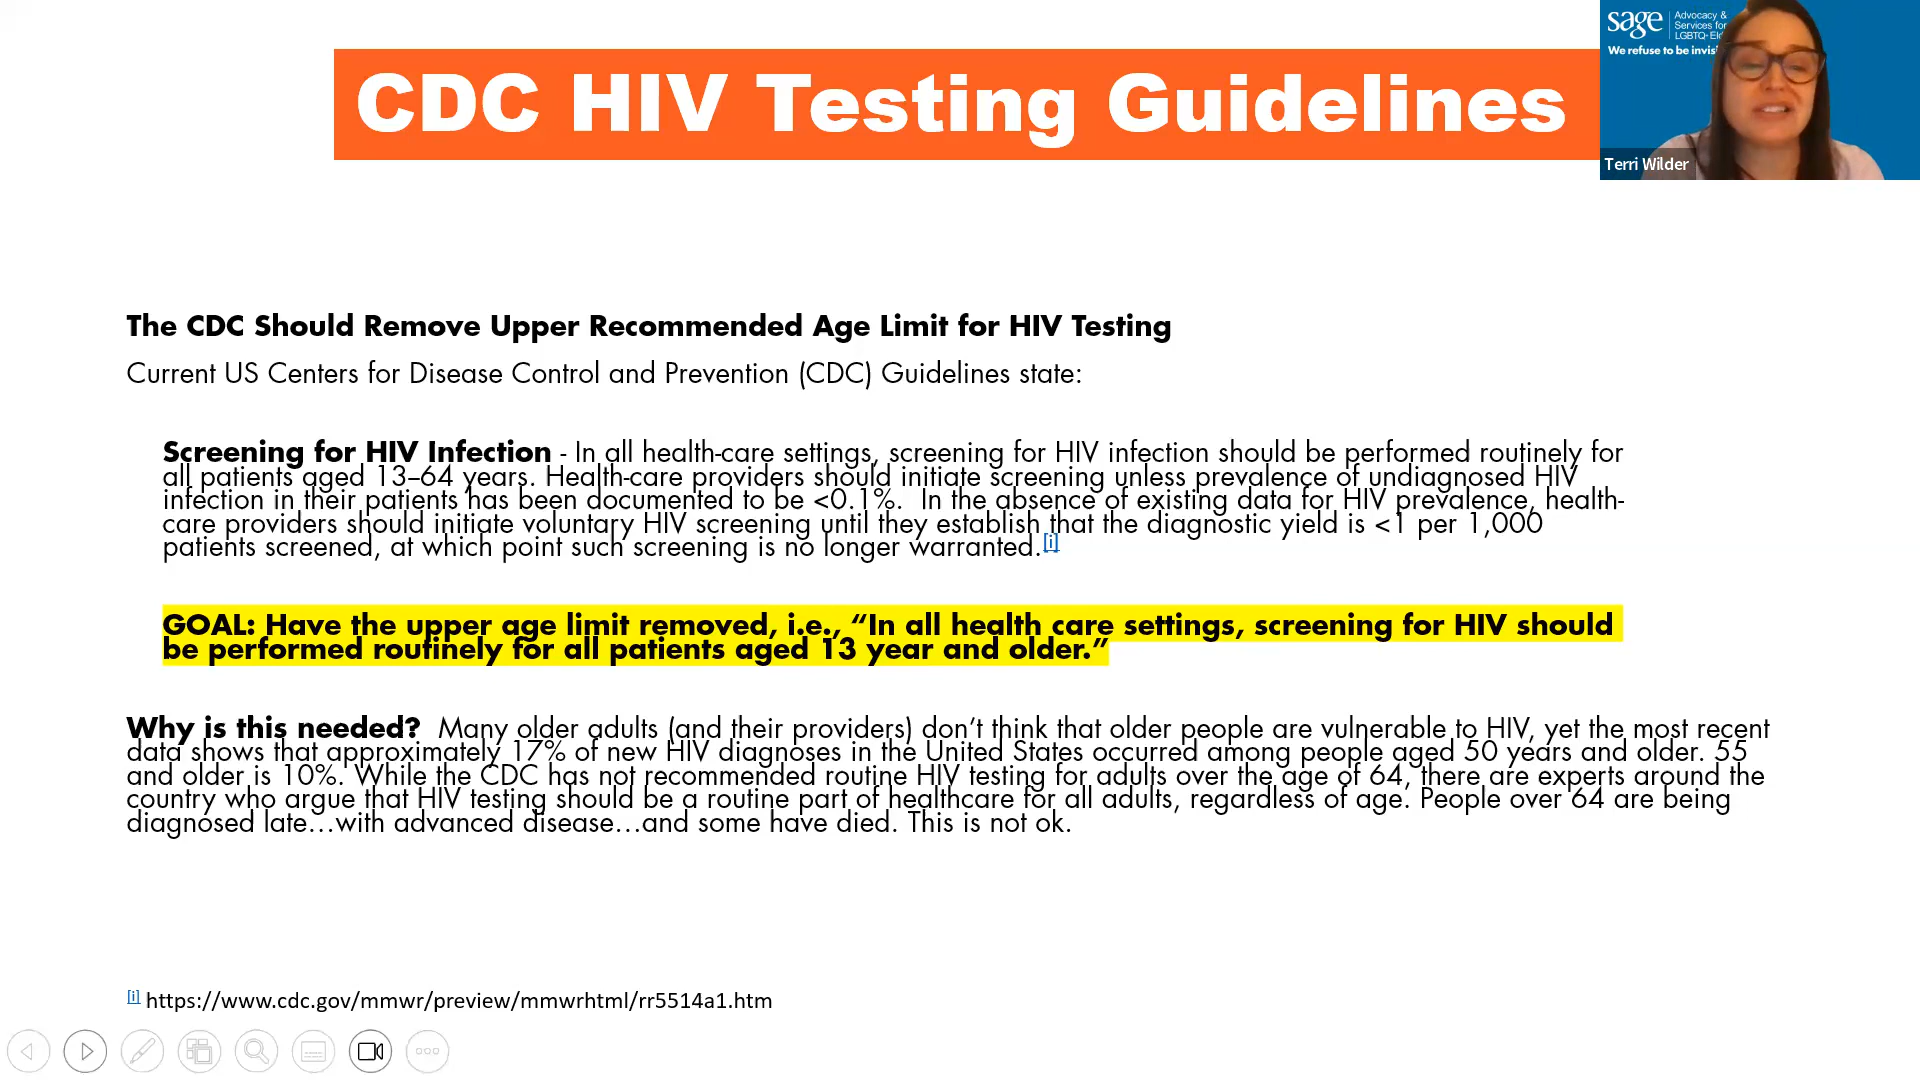 CDC HIV Testing Guidelines
sage
Advocacy &
Services for
LGBTQ+
We refuse to be
Terri Wilder
The CDC Should Remove Upper Recommended Age Limit for HIV Testing
Current US Centers for Disease Control and Prevention (CDC) Guidelines state:
Screening for HIV Infection - In all health-care settings, screening for HIV infection should be performed routinely for
all patients aged 13–64 years. Health-care providers should initiate screening unless prevalence of undiagnosed HIV
infection in their patients has been documented to be <0.1%.  In the absence of existing data for HIV prevalence, health-
care providers should initiate voluntary HIV screening until they establish that the diagnostic yield is <1 per 1,000
patients screened, at which point such screening is no longer warranted.[i]
GOAL: Have the upper age limit removed, i.e., “In all health care settings, screening for HIV should
be performed routinely for all patients aged 13 year and older.”
Why is this needed?  Many older adults (and their providers) don’t think that older people are vulnerable to HIV, yet the most recent
data shows that approximately 17% of new HIV diagnoses in the United States occurred among people aged 50 years and older. 55
and older is 10%. While the CDC has not recommended routine HIV testing for adults over the age of 64, there are experts around the
country who argue that HIV testing should be a routine part of healthcare for all adults, regardless of age. People over 64 are being
diagnosed late…with advanced disease…and some have died. This is not ok.
[i] https://www.cdc.gov/mmwr/preview/mmwrhtml/rr5514a1.htm